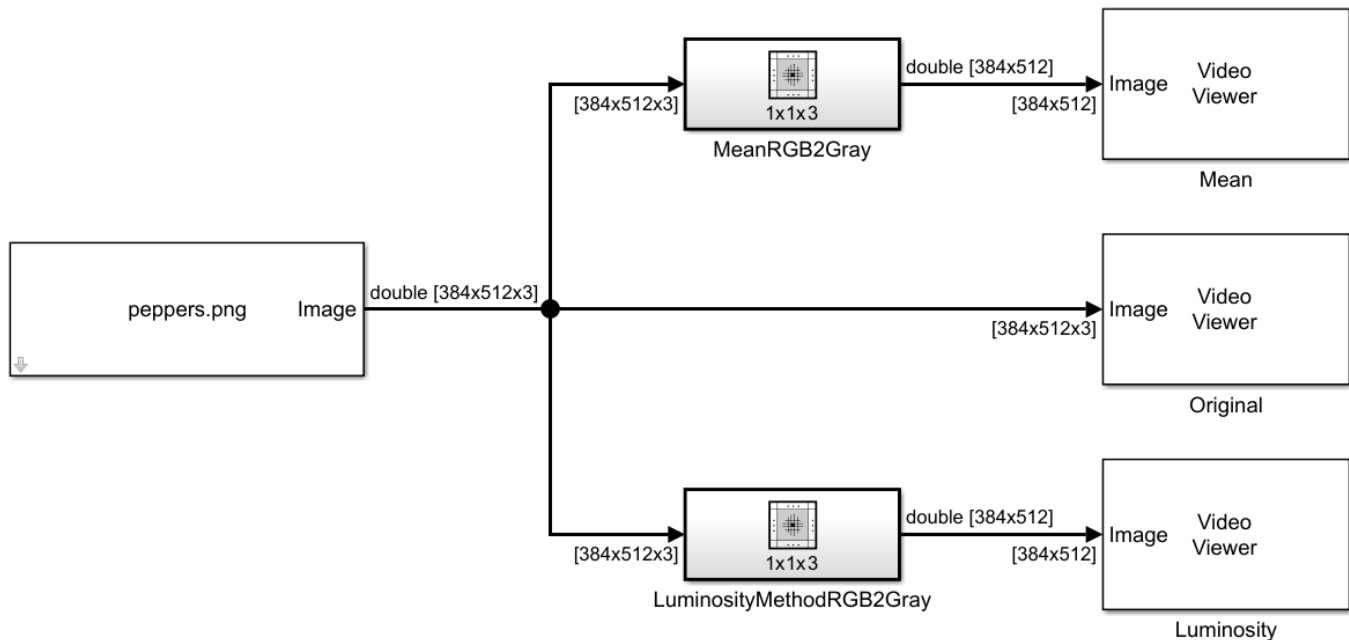 double [384x512]
[384x512x3]
1x1x3
MeanRGB2Gray
[384x512]
Image
Video
Viewer
Mean
peppers.png
Image
double [384x512x3]
[384x512x3]
Image
Video
Viewer
Original
double [384x512]
[384x512x3]
1x1x3
LuminosityMethodRGB2Gray
[384x512]
Image
Video
Viewer
Luminosity